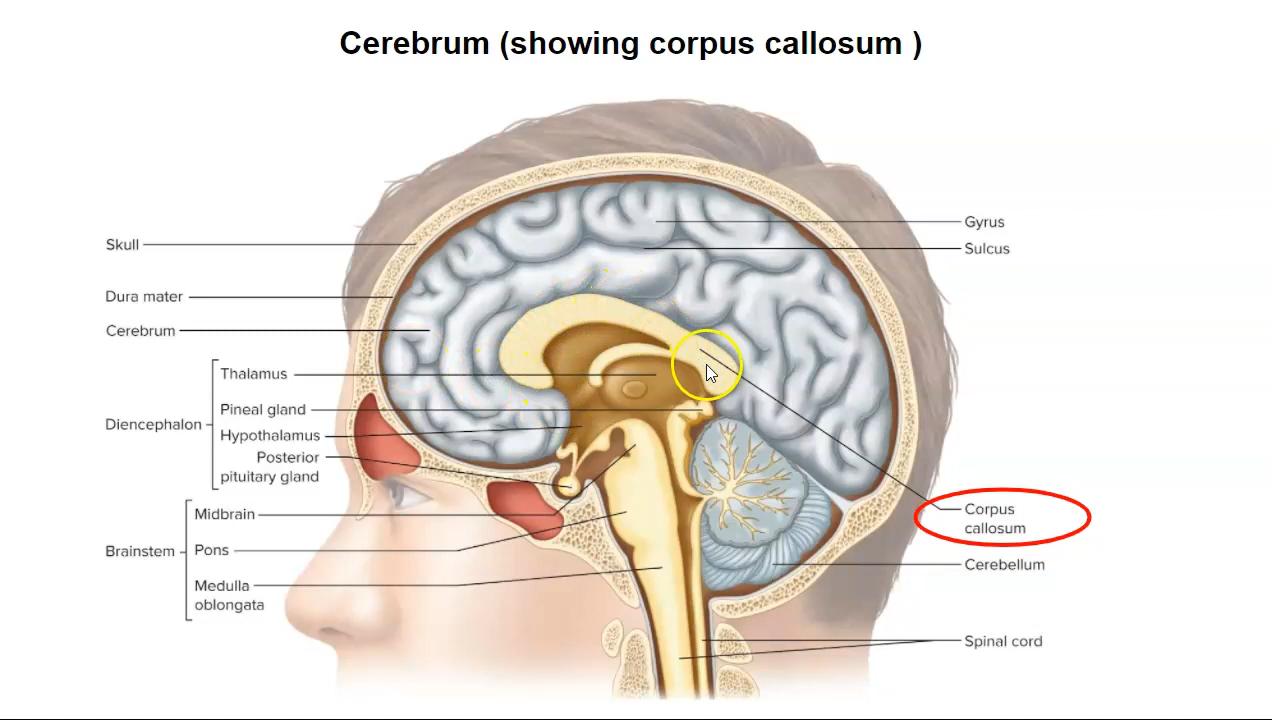 Cerebrum (showing corpus callosum )
Skull
Dura mater
Cerebrum
Diencephalon
Thalamus
Pineal gland
Hypothalamus
Posterior
pituitary gland
Brainstem
Midbrain
Pons
Medulla
oblongata
Gyrus
Sulcus
Corpus
callosum
Cerebellum
Spinal cord